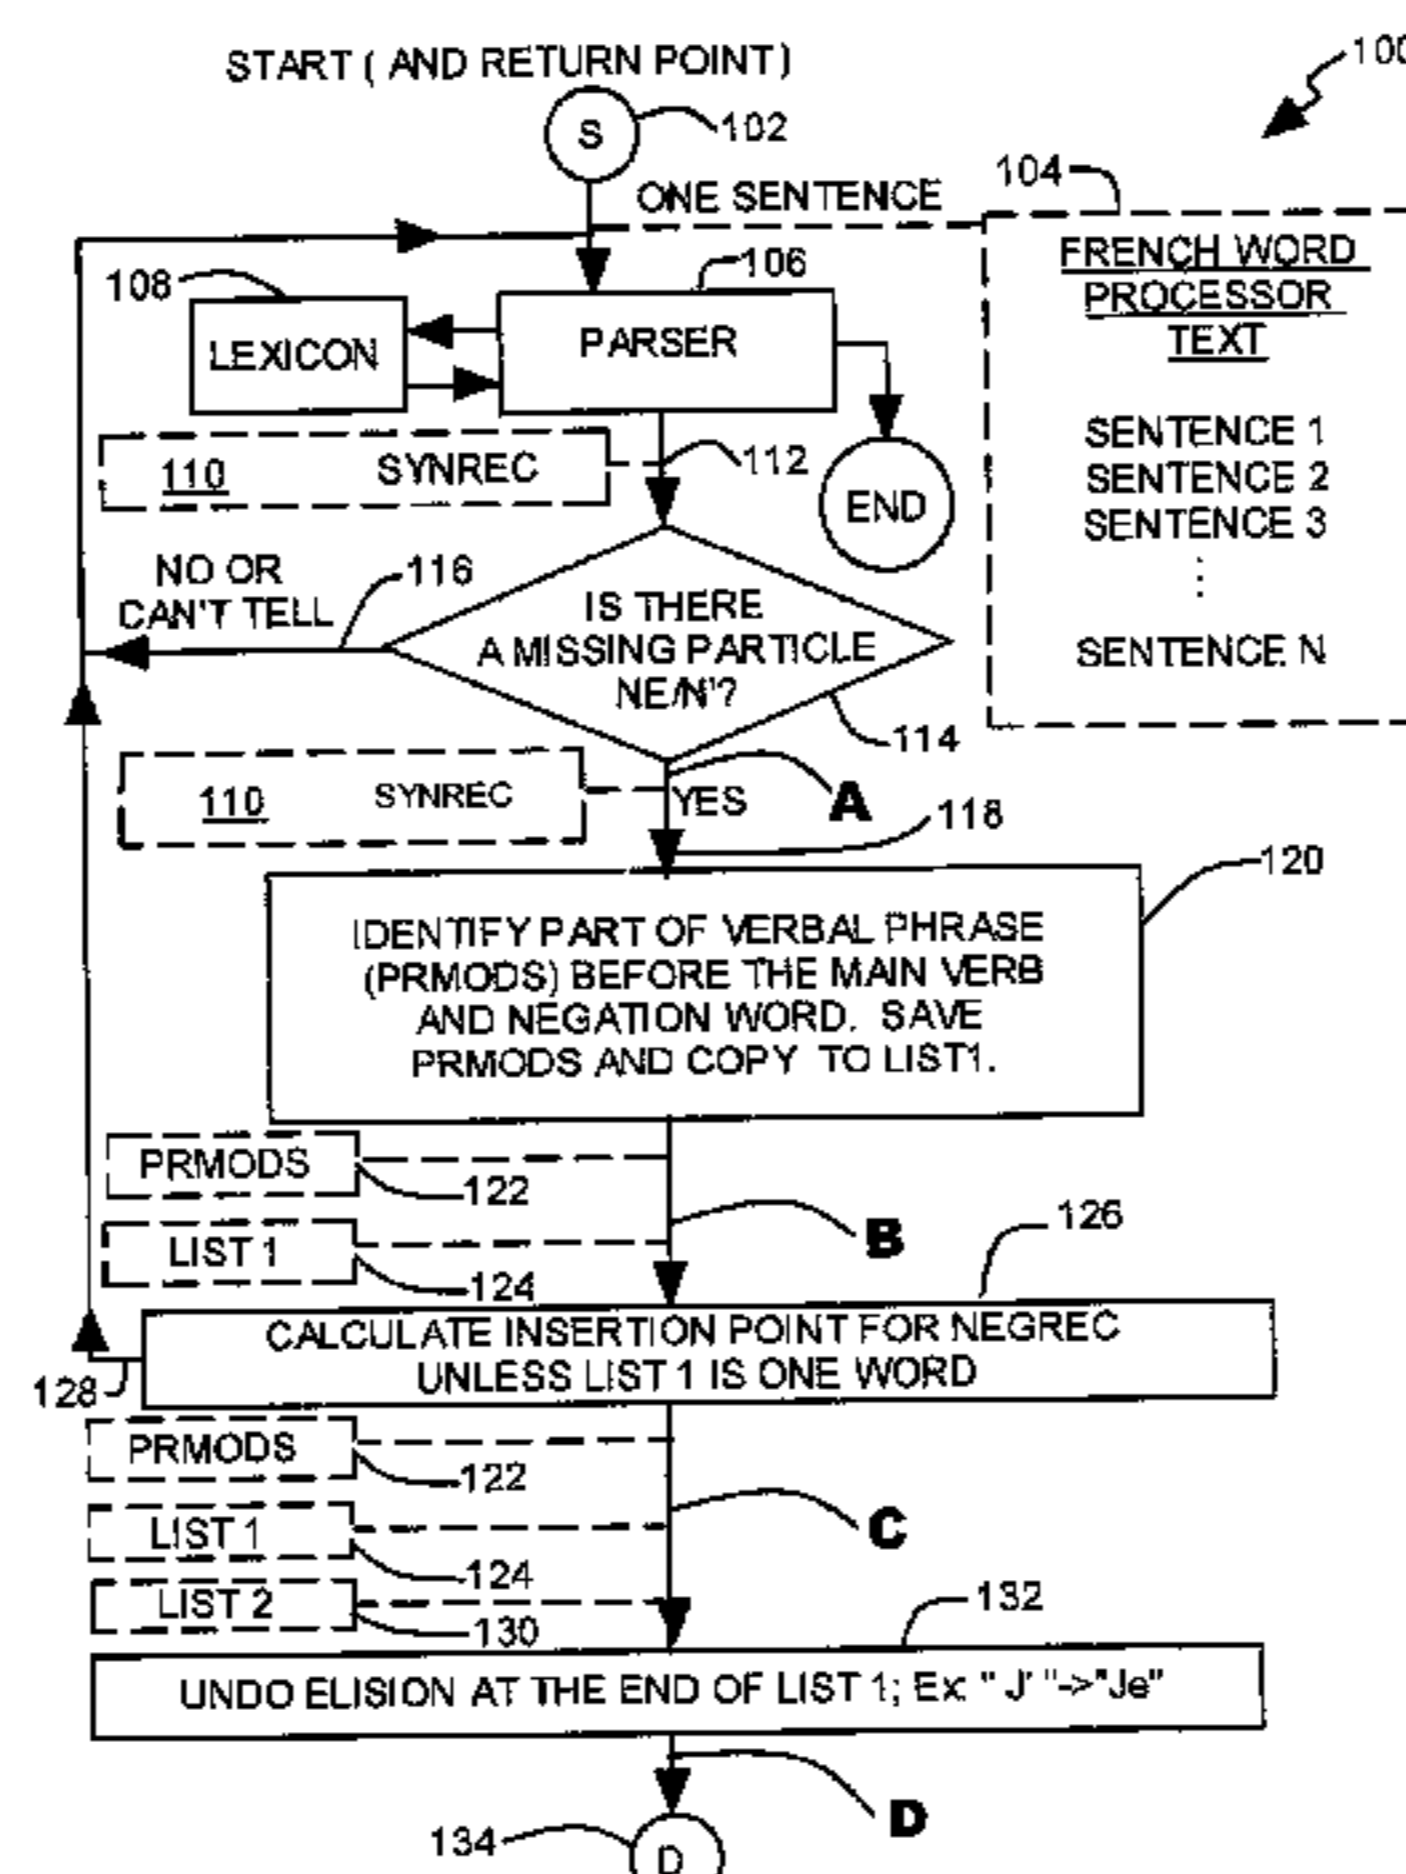 START ( AND RETURN POINT )
100
S
102
ONE SENTENCE
104
FRENCH WORD
PROCESSOR
TEXT
SENTENCE 1
SENTENCE 2
SENTENCE 3
⋮
SENTENCE N
106
108
LEXICON
PARSER
110 SYNREC
112
END
NO OR
CAN'T TELL
116
IS THERE
A MISSING PARTICLE
NE/N'?
114
110 SYNREC
YES
A
118
120
IDENTIFY PART OF VERBAL PHRASE
(PRMODS) BEFORE THE MAIN VERB
AND NEGATION WORD. SAVE
PRMODS AND COPY TO LIST1.
PRMODS
122
B
126
LIST 1
124
CALCULATE INSERTION POINT FOR NEGREC
UNLESS LIST 1 IS ONE WORD
128
PRMODS
122
C
LIST 1
124
LIST 2
130
132
UNDO ELISION AT THE END OF LIST 1; Ex: " J' "->"Je"
D
134
D